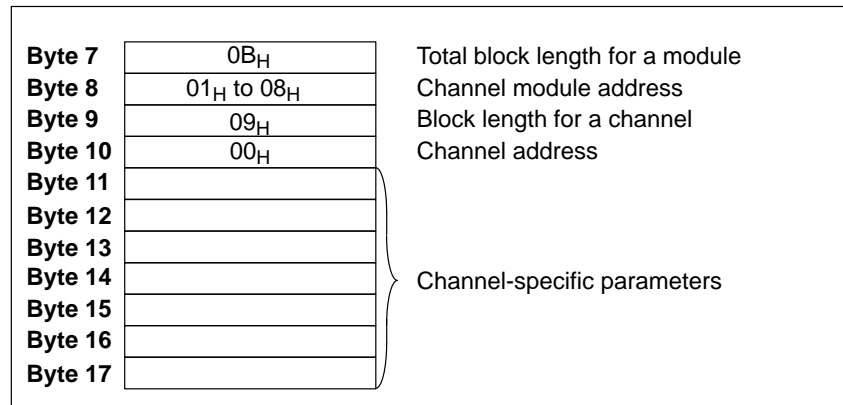 Byte 7 0BH Total block length for a module
Byte 8 01H to 08H Channel module address
Byte 9 09H Block length for a channel
Byte 10 00H Channel address
Byte 11
Byte 12
Byte 13
Byte 14 Channel-specific parameters
Byte 15
Byte 16
Byte 17